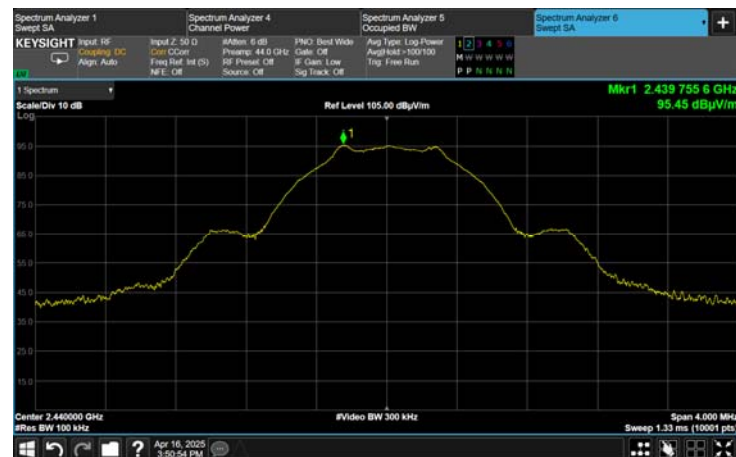 Spectrum Analyzer 1
Swept SA
Spectrum Analyzer 4
Channel Power
Spectrum Analyzer 5
Occupied BW
Spectrum Analyzer 6
Swept SA
+
KEYSIGHT
Input: RF
Coupling: DC
Align: Auto
Input Z: 50 Ω
Corr CCorr
Freq Ref: Int (S)
NFE: Off
#Atten: 6 dB
Preamp: 44.0 GHz
RF Preset: Off
Source: Off
PNO: Best Wide
Gate: Off
IF Gain: Low
Sig Track: Off
Avg Type: Log-Power
Avg|Hold: >100/100
Trig: Free Run
1 2 3 4 5 6
M W W W W W
P P N N N N
1 Spectrum
Scale/Div 10 dB
Ref Level 105.00 dBµV/m
Mkr1 2.439 755 6 GHz
95.45 dBµV/m
Log
1
95.0
85.0
75.0
65.0
55.0
45.0
35.0
25.0
15.0
Center 2.440000 GHz
#Video BW 300 kHz
Span 4.000 MHz
#Res BW 100 kHz
Sweep 1.33 ms (10001 pts)
?
Apr 16, 2025
3:50:54 PM